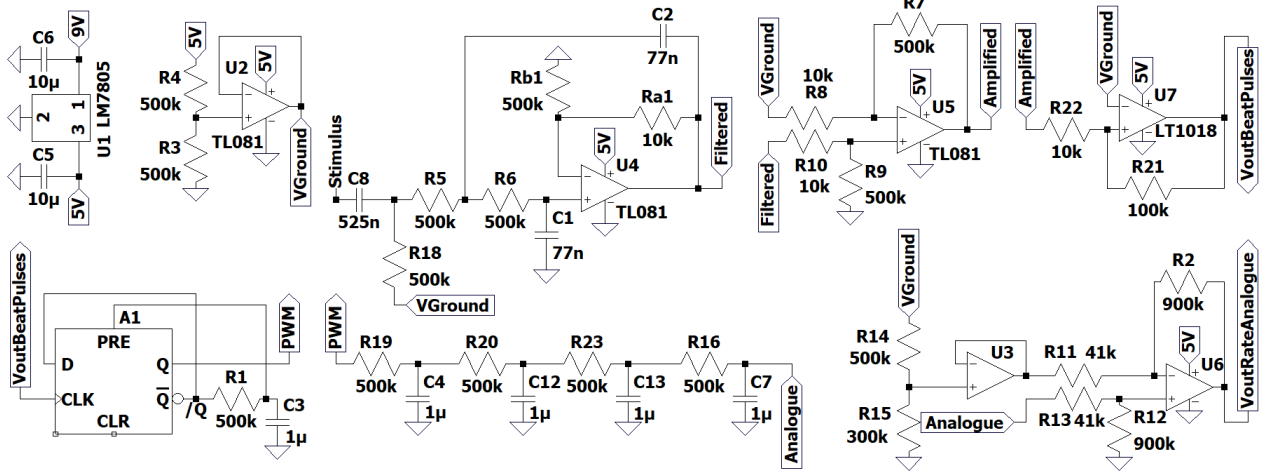 C6
10µ
9V
1
2
3
U1 LM7805
C5
10µ
5V
5V
R4
500k
R3
500k
U2
5V
TL081
VGround
C2
77n
Rb1
500k
Ra1
10k
Stimulus
C8
525n
R5
500k
R6
500k
C1
77n
R18
500k
VGround
5V
U4
TL081
Filtered
R7
500k
VGround
10k
R8
Filtered
R10
10k
R9
500k
5V
U5
TL081
Amplified
Amplified
R22
10k
VGround
5V
U7
LT1018
R21
100k
VoutBeatPulses
VoutBeatPulses
A1
PRE
D
Q
CLK
Q
CLR
/Q
R1
500k
C3
1µ
PWM
PWM
R19
500k
C4
1µ
R20
500k
C12
1µ
R23
500k
C13
1µ
R16
500k
C7
1µ
Analogue
VGround
R14
500k
R15
300k
U3
R11 41k
Analogue
R13 41k
R12
900k
R2
900k
5V
U6
VoutRateAnalogue